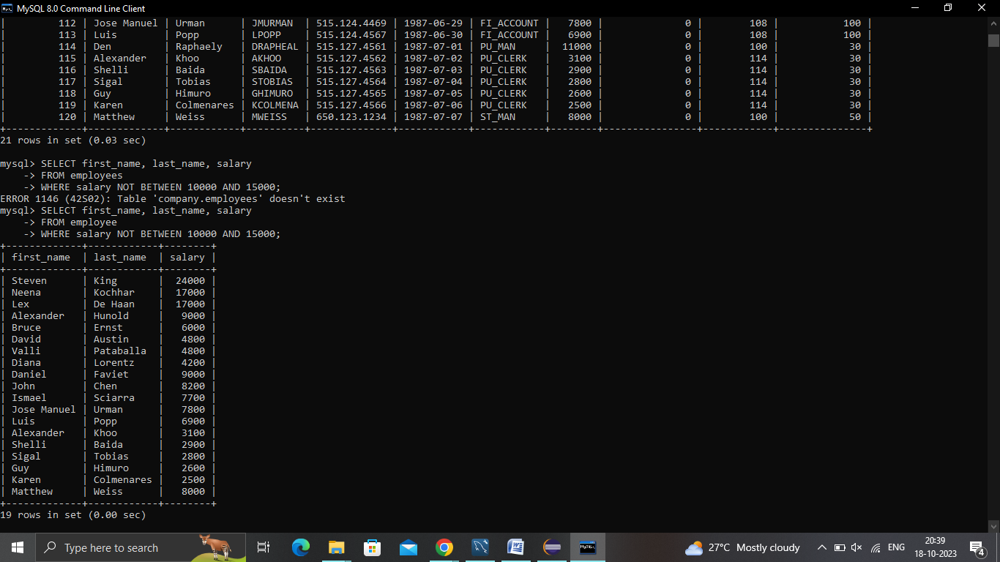 MySQL 8.0 Command Line Client
|         112 | Jose Manuel | Urman      | JMURMAN  | 515.124.4469 | 1987-06-29 | FI_ACCOUNT |   7800 |              0 |        108 |           100 |
|         113 | Luis        | Popp       | LPOPP    | 515.124.4567 | 1987-06-30 | FI_ACCOUNT |   6900 |              0 |        108 |           100 |
|         114 | Den         | Raphaely   | DRAPHEAL | 515.127.4561 | 1987-07-01 | PU_MAN     |  11000 |              0 |        100 |            30 |
|         115 | Alexander   | Khoo       | AKHOO    | 515.127.4562 | 1987-07-02 | PU_CLERK   |   3100 |              0 |        114 |            30 |
|         116 | Shelli      | Baida      | SBAIDA   | 515.127.4563 | 1987-07-03 | PU_CLERK   |   2900 |              0 |        114 |            30 |
|         117 | Sigal       | Tobias     | STOBIAS  | 515.127.4564 | 1987-07-04 | PU_CLERK   |   2800 |              0 |        114 |            30 |
|         118 | Guy         | Himuro     | GHIMURO  | 515.127.4565 | 1987-07-05 | PU_CLERK   |   2600 |              0 |        114 |            30 |
|         119 | Karen       | Colmenares | KCOLMENA | 515.127.4566 | 1987-07-06 | PU_CLERK   |   2500 |              0 |        114 |            30 |
|         120 | Matthew     | Weiss      | MWEISS   | 650.123.1234 | 1987-07-07 | ST_MAN     |   8000 |              0 |        100 |            50 |
+-------------+-------------+------------+----------+--------------+------------+------------+--------+----------------+------------+---------------+
21 rows in set (0.03 sec)
mysql> SELECT first_name, last_name, salary
    -> FROM employees
    -> WHERE salary NOT BETWEEN 10000 AND 15000;
ERROR 1146 (42S02): Table 'company.employees' doesn't exist
mysql> SELECT first_name, last_name, salary
    -> FROM employee
    -> WHERE salary NOT BETWEEN 10000 AND 15000;
+-------------+------------+--------+
| first_name  | last_name  | salary |
+-------------+------------+--------+
| Steven      | King       |  24000 |
| Neena       | Kochhar    |  17000 |
| Lex         | De Haan    |  17000 |
| Alexander   | Hunold     |   9000 |
| Bruce       | Ernst      |   6000 |
| David       | Austin     |   4800 |
| Valli       | Pataballa  |   4800 |
| Diana       | Lorentz    |   4200 |
| Daniel      | Faviet     |   9000 |
| John        | Chen       |   8200 |
| Ismael      | Sciarra    |   7700 |
| Jose Manuel | Urman      |   7800 |
| Luis        | Popp       |   6900 |
| Alexander   | Khoo       |   3100 |
| Shelli      | Baida      |   2900 |
| Sigal       | Tobias     |   2800 |
| Guy         | Himuro     |   2600 |
| Karen       | Colmenares |   2500 |
| Matthew     | Weiss      |   8000 |
+-------------+------------+--------+
19 rows in set (0.00 sec)
Type here to search
27°C Mostly cloudy
ENG
20:39
18-10-2023
4